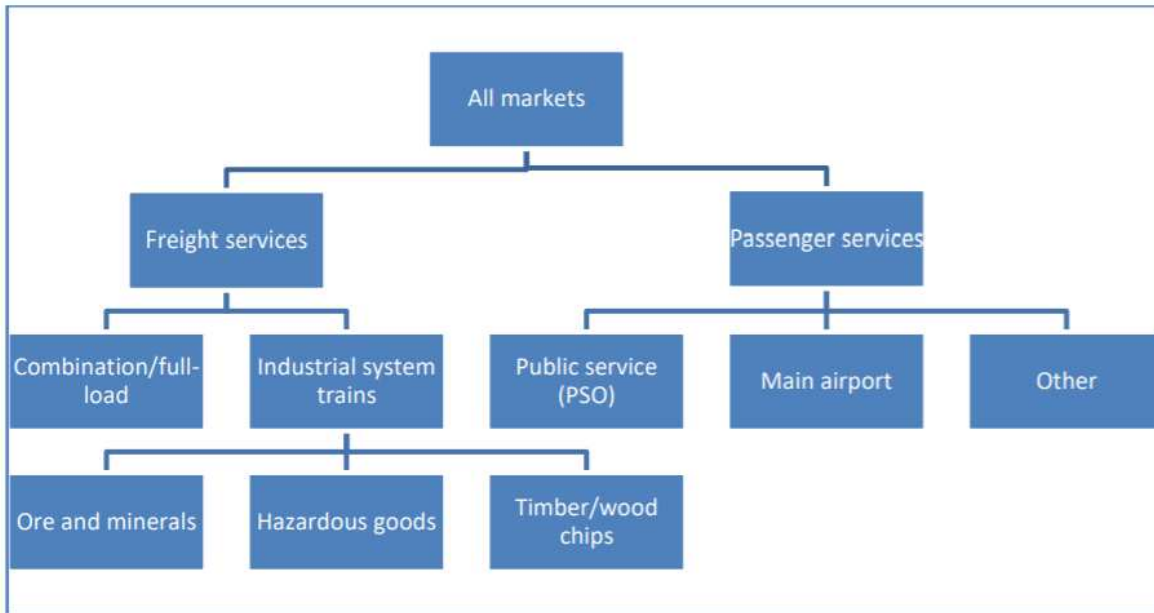 All markets
Freight services
Passenger services
Combination/full-
load
Industrial system
trains
Public service
(PSO)
Main airport
Other
Ore and minerals
Hazardous goods
Timber/wood
chips